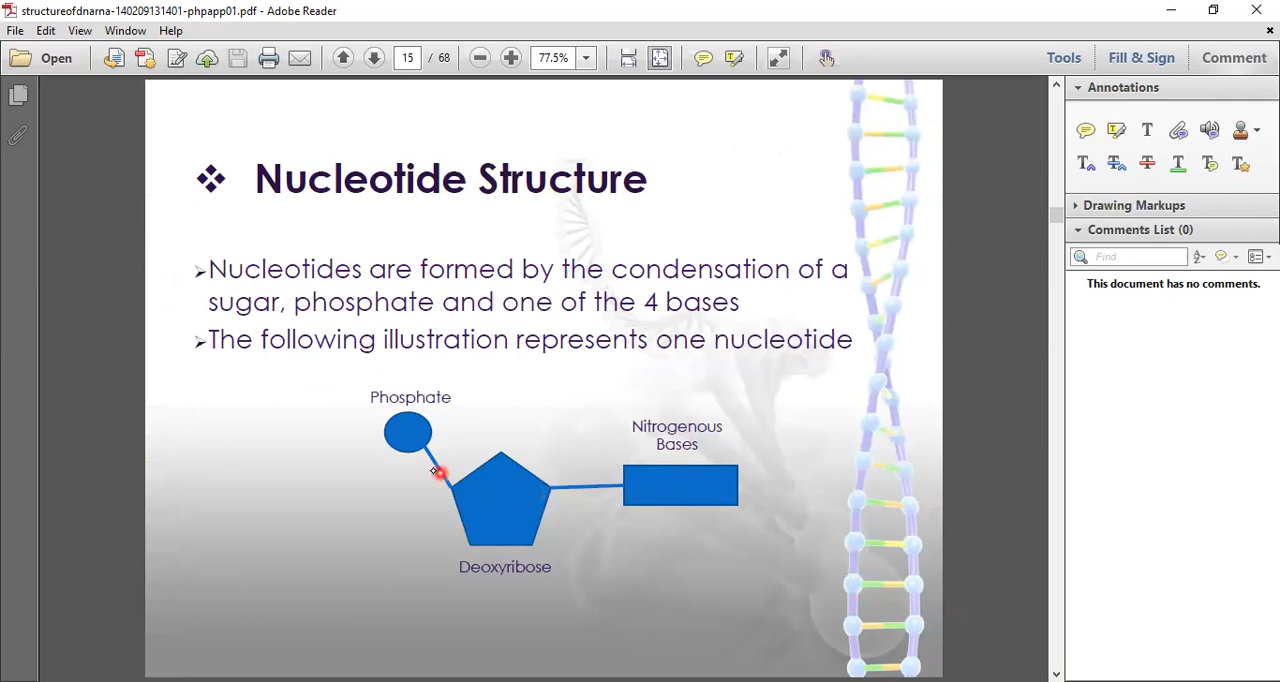 structureofdnarna-140209131401-phpapp01.pdf - Adobe Reader
File Edit View Window Help
Open 15 / 68 77.5% Tools Fill & Sign Comment
Annotations
Drawing Markups
Comments List (0)
Find
This document has no comments.
Nucleotide Structure
Nucleotides are formed by the condensation of a
sugar, phosphate and one of the 4 bases
The following illustration represents one nucleotide
Phosphate
Nitrogenous
Bases
Deoxyribose